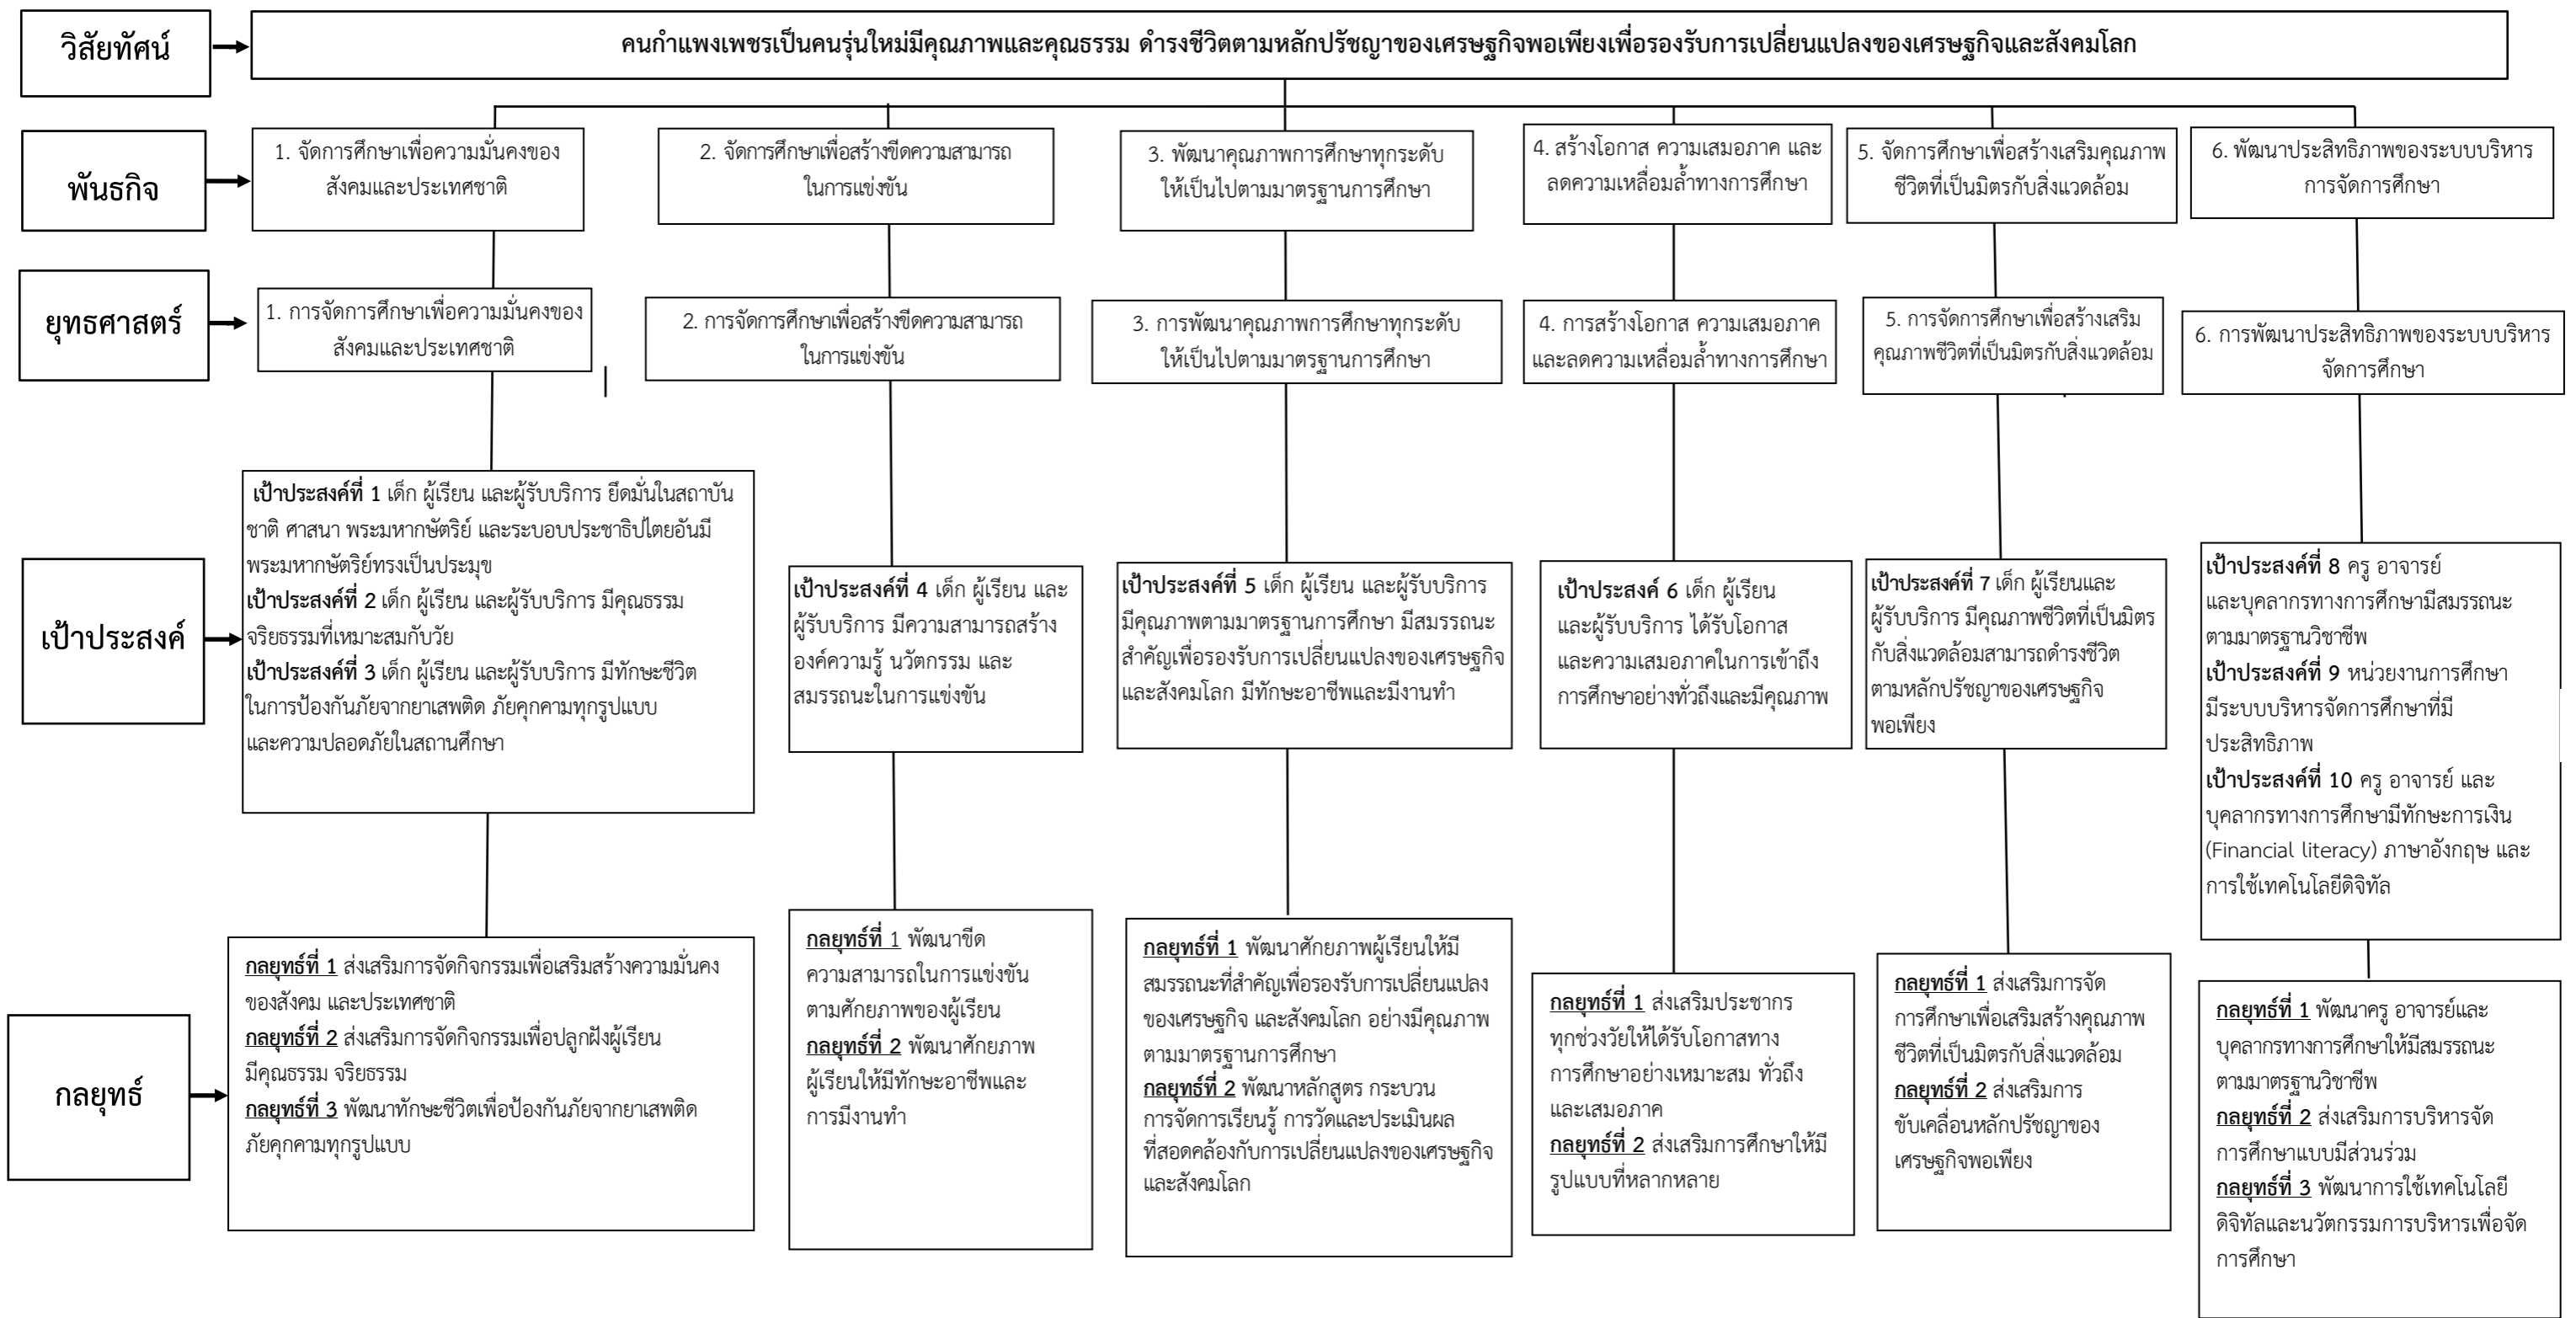 วิสัยทัศน์
คนกำแพงเพชรเป็นคนรุ่นใหม่มีคุณภาพและคุณธรรม ดำรงชีวิตตามหลักปรัชญาของเศรษฐกิจพอเพียงเพื่อรองรับการเปลี่ยนแปลงของเศรษฐกิจและสังคมโลก
พันธกิจ
1. จัดการศึกษาเพื่อความมั่นคงของ
สังคมและประเทศชาติ
2. จัดการศึกษาเพื่อสร้างขีดความสามารถ
ในการแข่งขัน
3. พัฒนาคุณภาพการศึกษาทุกระดับ
ให้เป็นไปตามมาตรฐานการศึกษา
4. สร้างโอกาส ความเสมอภาค และ
ลดความเหลื่อมล้ำทางการศึกษา
5. จัดการศึกษาเพื่อสร้างเสริมคุณภาพ
ชีวิตที่เป็นมิตรกับสิ่งแวดล้อม
6. พัฒนาประสิทธิภาพของระบบบริหาร
การจัดการศึกษา
ยุทธศาสตร์
1. การจัดการศึกษาเพื่อความมั่นคงของ
สังคมและประเทศชาติ
2. การจัดการศึกษาเพื่อสร้างขีดความสามารถ
ในการแข่งขัน
3. การพัฒนาคุณภาพการศึกษาทุกระดับ
ให้เป็นไปตามมาตรฐานการศึกษา
4. การสร้างโอกาส ความเสมอภาค
และลดความเหลื่อมล้ำทางการศึกษา
5. การจัดการศึกษาเพื่อสร้างเสริม
คุณภาพชีวิตที่เป็นมิตรกับสิ่งแวดล้อม
6. การพัฒนาประสิทธิภาพของระบบบริหาร
จัดการศึกษา
เป้าประสงค์
เป้าประสงค์ที่ 1 เด็ก ผู้เรียน และผู้รับบริการ ยึดมั่นในสถาบัน
ชาติ ศาสนา พระมหากษัตริย์ และระบอบประชาธิปไตยอันมี
พระมหากษัตริย์ทรงเป็นประมุข
เป้าประสงค์ที่ 2 เด็ก ผู้เรียน และผู้รับบริการ มีคุณธรรม
จริยธรรมที่เหมาะสมกับวัย
เป้าประสงค์ที่ 3 เด็ก ผู้เรียน และผู้รับบริการ มีทักษะชีวิต
ในการป้องกันภัยจากยาเสพติด ภัยคุกคามทุกรูปแบบ
และความปลอดภัยในสถานศึกษา
เป้าประสงค์ที่ 4 เด็ก ผู้เรียน และ
ผู้รับบริการ มีความสามารถสร้าง
องค์ความรู้ นวัตกรรม และ
สมรรถนะในการแข่งขัน
เป้าประสงค์ที่ 5 เด็ก ผู้เรียน และผู้รับบริการ
มีคุณภาพตามมาตรฐานการศึกษา มีสมรรถนะ
สำคัญเพื่อรองรับการเปลี่ยนแปลงของเศรษฐกิจ
และสังคมโลก มีทักษะอาชีพและมีงานทำ
เป้าประสงค์ 6 เด็ก ผู้เรียน
และผู้รับบริการ ได้รับโอกาส
และความเสมอภาคในการเข้าถึง
การศึกษาอย่างทั่วถึงและมีคุณภาพ
เป้าประสงค์ที่ 7 เด็ก ผู้เรียนและ
ผู้รับบริการ มีคุณภาพชีวิตที่เป็นมิตร
กับสิ่งแวดล้อมสามารถดำรงชีวิต
ตามหลักปรัชญาของเศรษฐกิจ
พอเพียง
เป้าประสงค์ที่ 8 ครู อาจารย์
และบุคลากรทางการศึกษามีสมรรถนะ
ตามมาตรฐานวิชาชีพ
เป้าประสงค์ที่ 9 หน่วยงานการศึกษา
มีระบบบริหารจัดการศึกษาที่มี
ประสิทธิภาพ
เป้าประสงค์ที่ 10 ครู อาจารย์ และ
บุคลากรทางการศึกษามีทักษะการเงิน
(Financial literacy) ภาษาอังกฤษ และ
การใช้เทคโนโลยีดิจิทัล
กลยุทธ์
กลยุทธ์ที่ 1 ส่งเสริมการจัดกิจกรรมเพื่อเสริมสร้างความมั่นคง
ของสังคม และประเทศชาติ
กลยุทธ์ที่ 2 ส่งเสริมการจัดกิจกรรมเพื่อปลูกฝังผู้เรียน
มีคุณธรรม จริยธรรม
กลยุทธ์ที่ 3 พัฒนาทักษะชีวิตเพื่อป้องกันภัยจากยาเสพติด
ภัยคุกคามทุกรูปแบบ
กลยุทธ์ที่ 1 พัฒนาขีด
ความสามารถในการแข่งขัน
ตามศักยภาพของผู้เรียน
กลยุทธ์ที่ 2 พัฒนาศักยภาพ
ผู้เรียนให้มีทักษะอาชีพและ
การมีงานทำ
กลยุทธ์ที่ 1 พัฒนาศักยภาพผู้เรียนให้มี
สมรรถนะที่สำคัญเพื่อรองรับการเปลี่ยนแปลง
ของเศรษฐกิจ และสังคมโลก อย่างมีคุณภาพ
ตามมาตรฐานการศึกษา
กลยุทธ์ที่ 2 พัฒนาหลักสูตร กระบวน
การจัดการเรียนรู้ การวัดและประเมินผล
ที่สอดคล้องกับการเปลี่ยนแปลงของเศรษฐกิจ
และสังคมโลก
กลยุทธ์ที่ 1 ส่งเสริมประชากร
ทุกช่วงวัยให้ได้รับโอกาสทาง
การศึกษาอย่างเหมาะสม ทั่วถึง
และเสมอภาค
กลยุทธ์ที่ 2 ส่งเสริมการศึกษาให้มี
รูปแบบที่หลากหลาย
กลยุทธ์ที่ 1 ส่งเสริมการจัด
การศึกษาเพื่อเสริมสร้างคุณภาพ
ชีวิตที่เป็นมิตรกับสิ่งแวดล้อม
กลยุทธ์ที่ 2 ส่งเสริมการ
ขับเคลื่อนหลักปรัชญาของ
เศรษฐกิจพอเพียง
กลยุทธ์ที่ 1 พัฒนาครู อาจารย์และ
บุคลากรทางการศึกษาให้มีสมรรถนะ
ตามมาตรฐานวิชาชีพ
กลยุทธ์ที่ 2 ส่งเสริมการบริหารจัด
การศึกษาแบบมีส่วนร่วม
กลยุทธ์ที่ 3 พัฒนาการใช้เทคโนโลยี
ดิจิทัลและนวัตกรรมการบริหารเพื่อจัด
การศึกษา